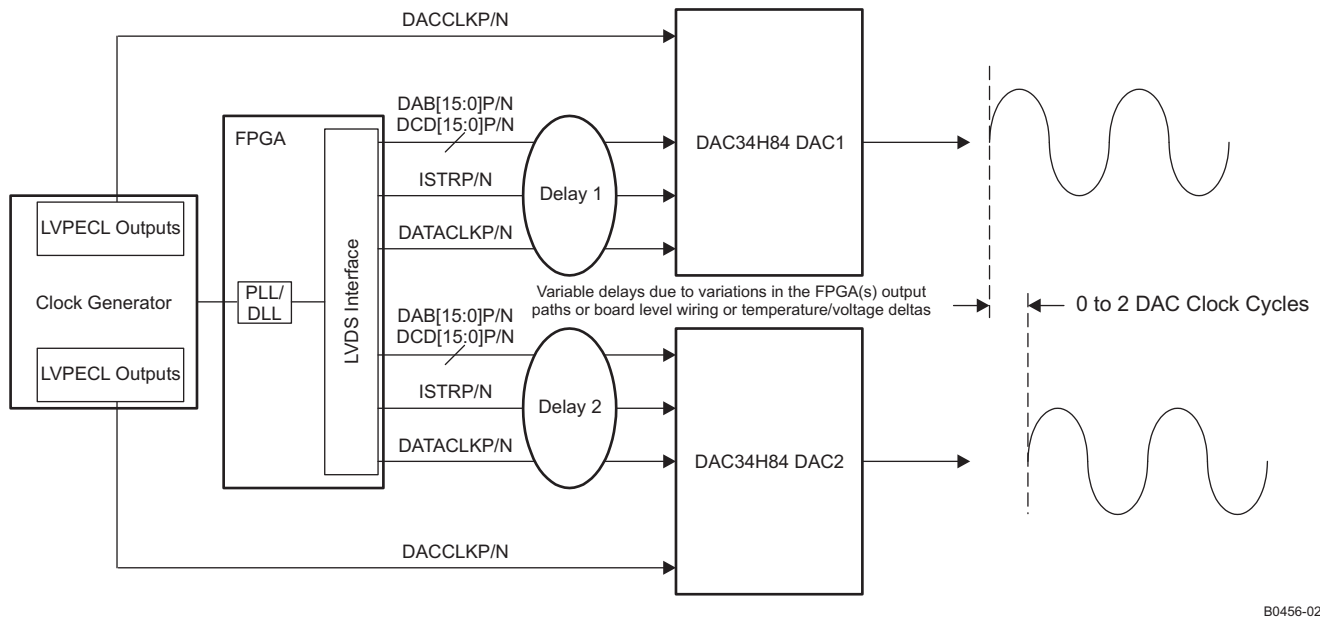 DACCLKP/N
DAB[15:0]P/N
DCD[15:0]P/N
FPGA
DAC34H84 DAC1
ISTRP/N
Delay 1
LVPECL Outputs
DATACLKP/N
LVDS Interface
Clock Generator
PLL/
DLL
Variable delays due to variations in the FPGA(s) output
paths or board level wiring or temperature/voltage deltas
0 to 2 DAC Clock Cycles
DAB[15:0]P/N
DCD[15:0]P/N
LVPECL Outputs
ISTRP/N
Delay 2
DATACLKP/N
DAC34H84 DAC2
DACCLKP/N
B0456-02